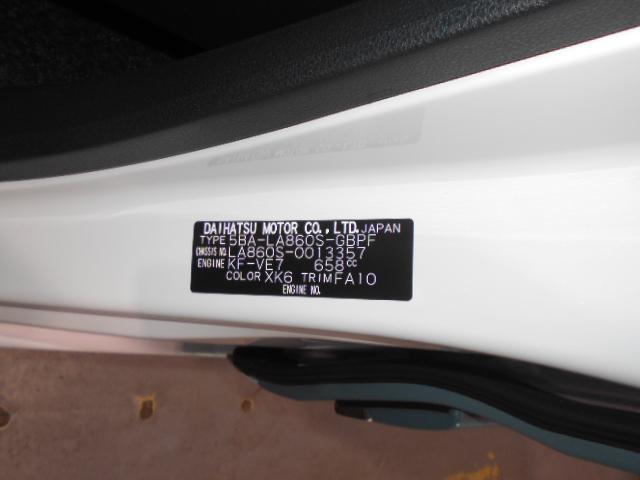 DAIHATSU MOTOR CO., LTD. JAPAN
TYPE 5BA-LA860S-GBPF
CHASSIS NO. LA860S-0013357
ENGINE KF-VE7 658cc
COLOR XK6 TRIM FA10
ENGINE NO.